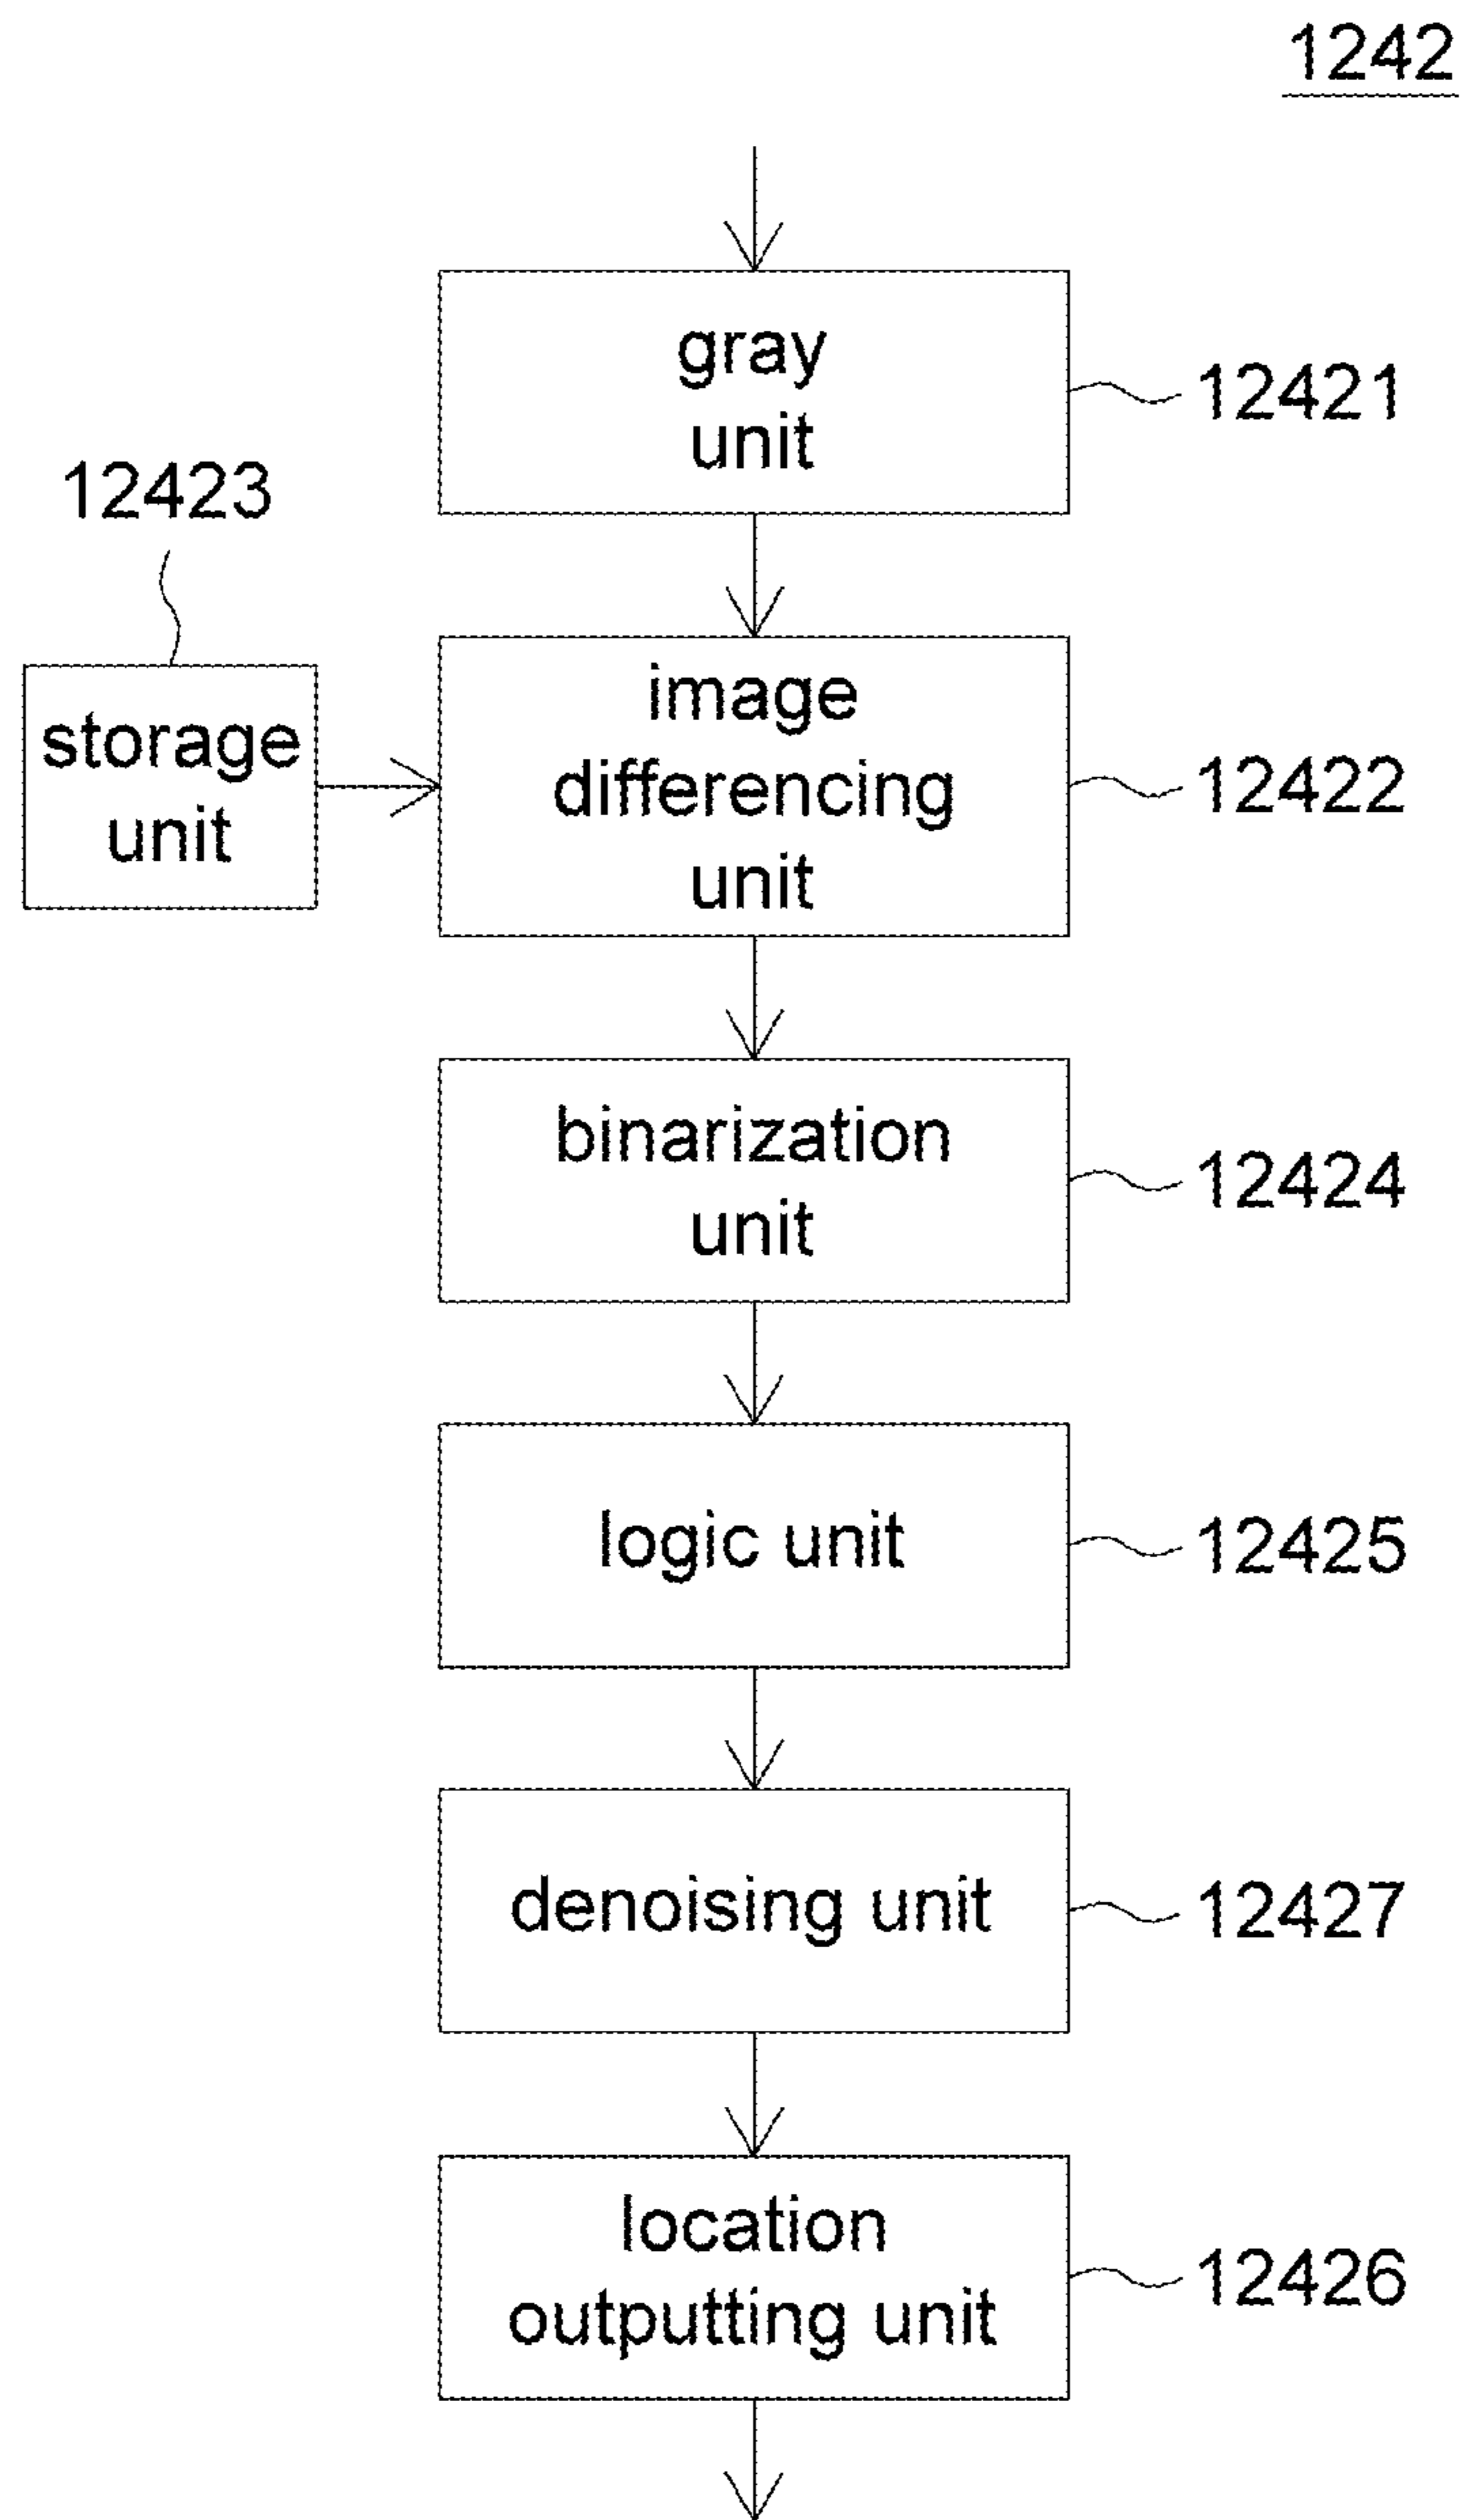 1242
gray
unit
12421
12423
storage
unit
image
differencing
unit
12422
binarization
unit
12424
logic unit
12425
denoising unit
12427
location
outputting unit
12426